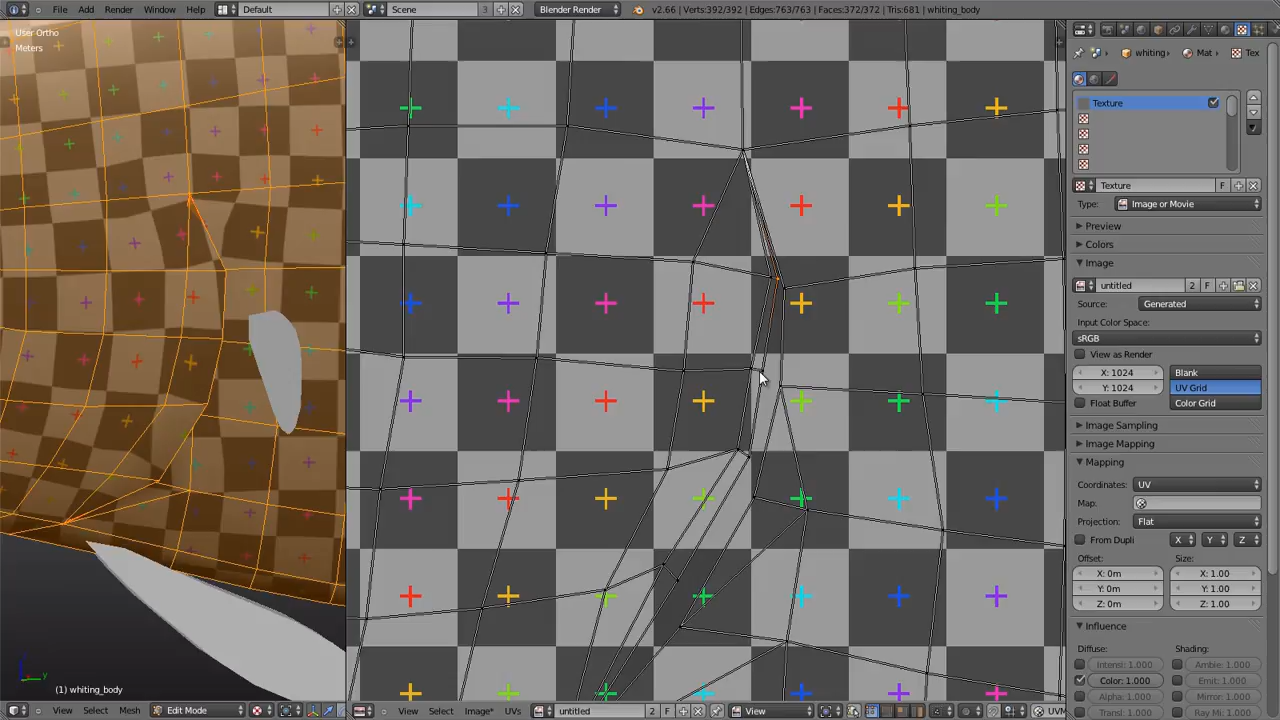 File Add Render Window Help Default Scene 3 Blender Render v2.66 | Verts:392/392 | Edges:763/763 | Faces:372/372 | Tris:681 | whiting_body
User Ortho
Meters
whiting Mat Tex
Texture
Texture F
Type: Image or Movie
Preview
Colors
Image
untitled 2 F
Source: Generated
Input Color Space:
sRGB
View as Render
X: 1024 Blank
Y: 1024 UV Grid
Float Buffer Color Grid
Image Sampling
Image Mapping
Mapping
Coordinates: UV
Map:
Projection: Flat
From Dupli X Y Z
Offset: Size:
X: 0m X: 1.00
Y: 0m Y: 1.00
Z: 0m Z: 1.00
Influence
Diffuse: Shading:
Intensi: 1.000 Ambie: 1.000
Color: 1.000 Emit: 1.000
Alpha: 1.000 Mirror: 1.000
Transl: 1.000 Ray Mi: 1.000
z y
(1) whiting_body
View Select Mesh Edit Mode View Select Image* UVs untitled 2 F View UVM